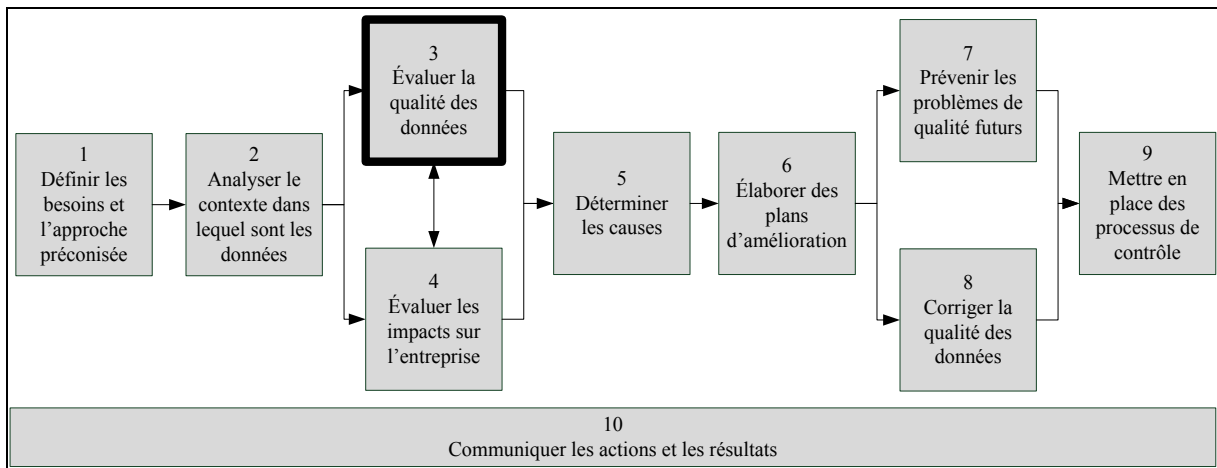 1
Définir les
besoins et
l’approche
préconisée
2
Analyser le
contexte dans
lequel sont les
données
3
Évaluer la
qualité des
données
4
Évaluer les
impacts sur
l’entreprise
5
Déterminer
les causes
6
Élaborer des
plans
d’amélioration
7
Prévenir les
problèmes de
qualité futurs
8
Corriger la
qualité des
données
9
Mettre en
place des
processus de
contrôle
10
Communiquer les actions et les résultats